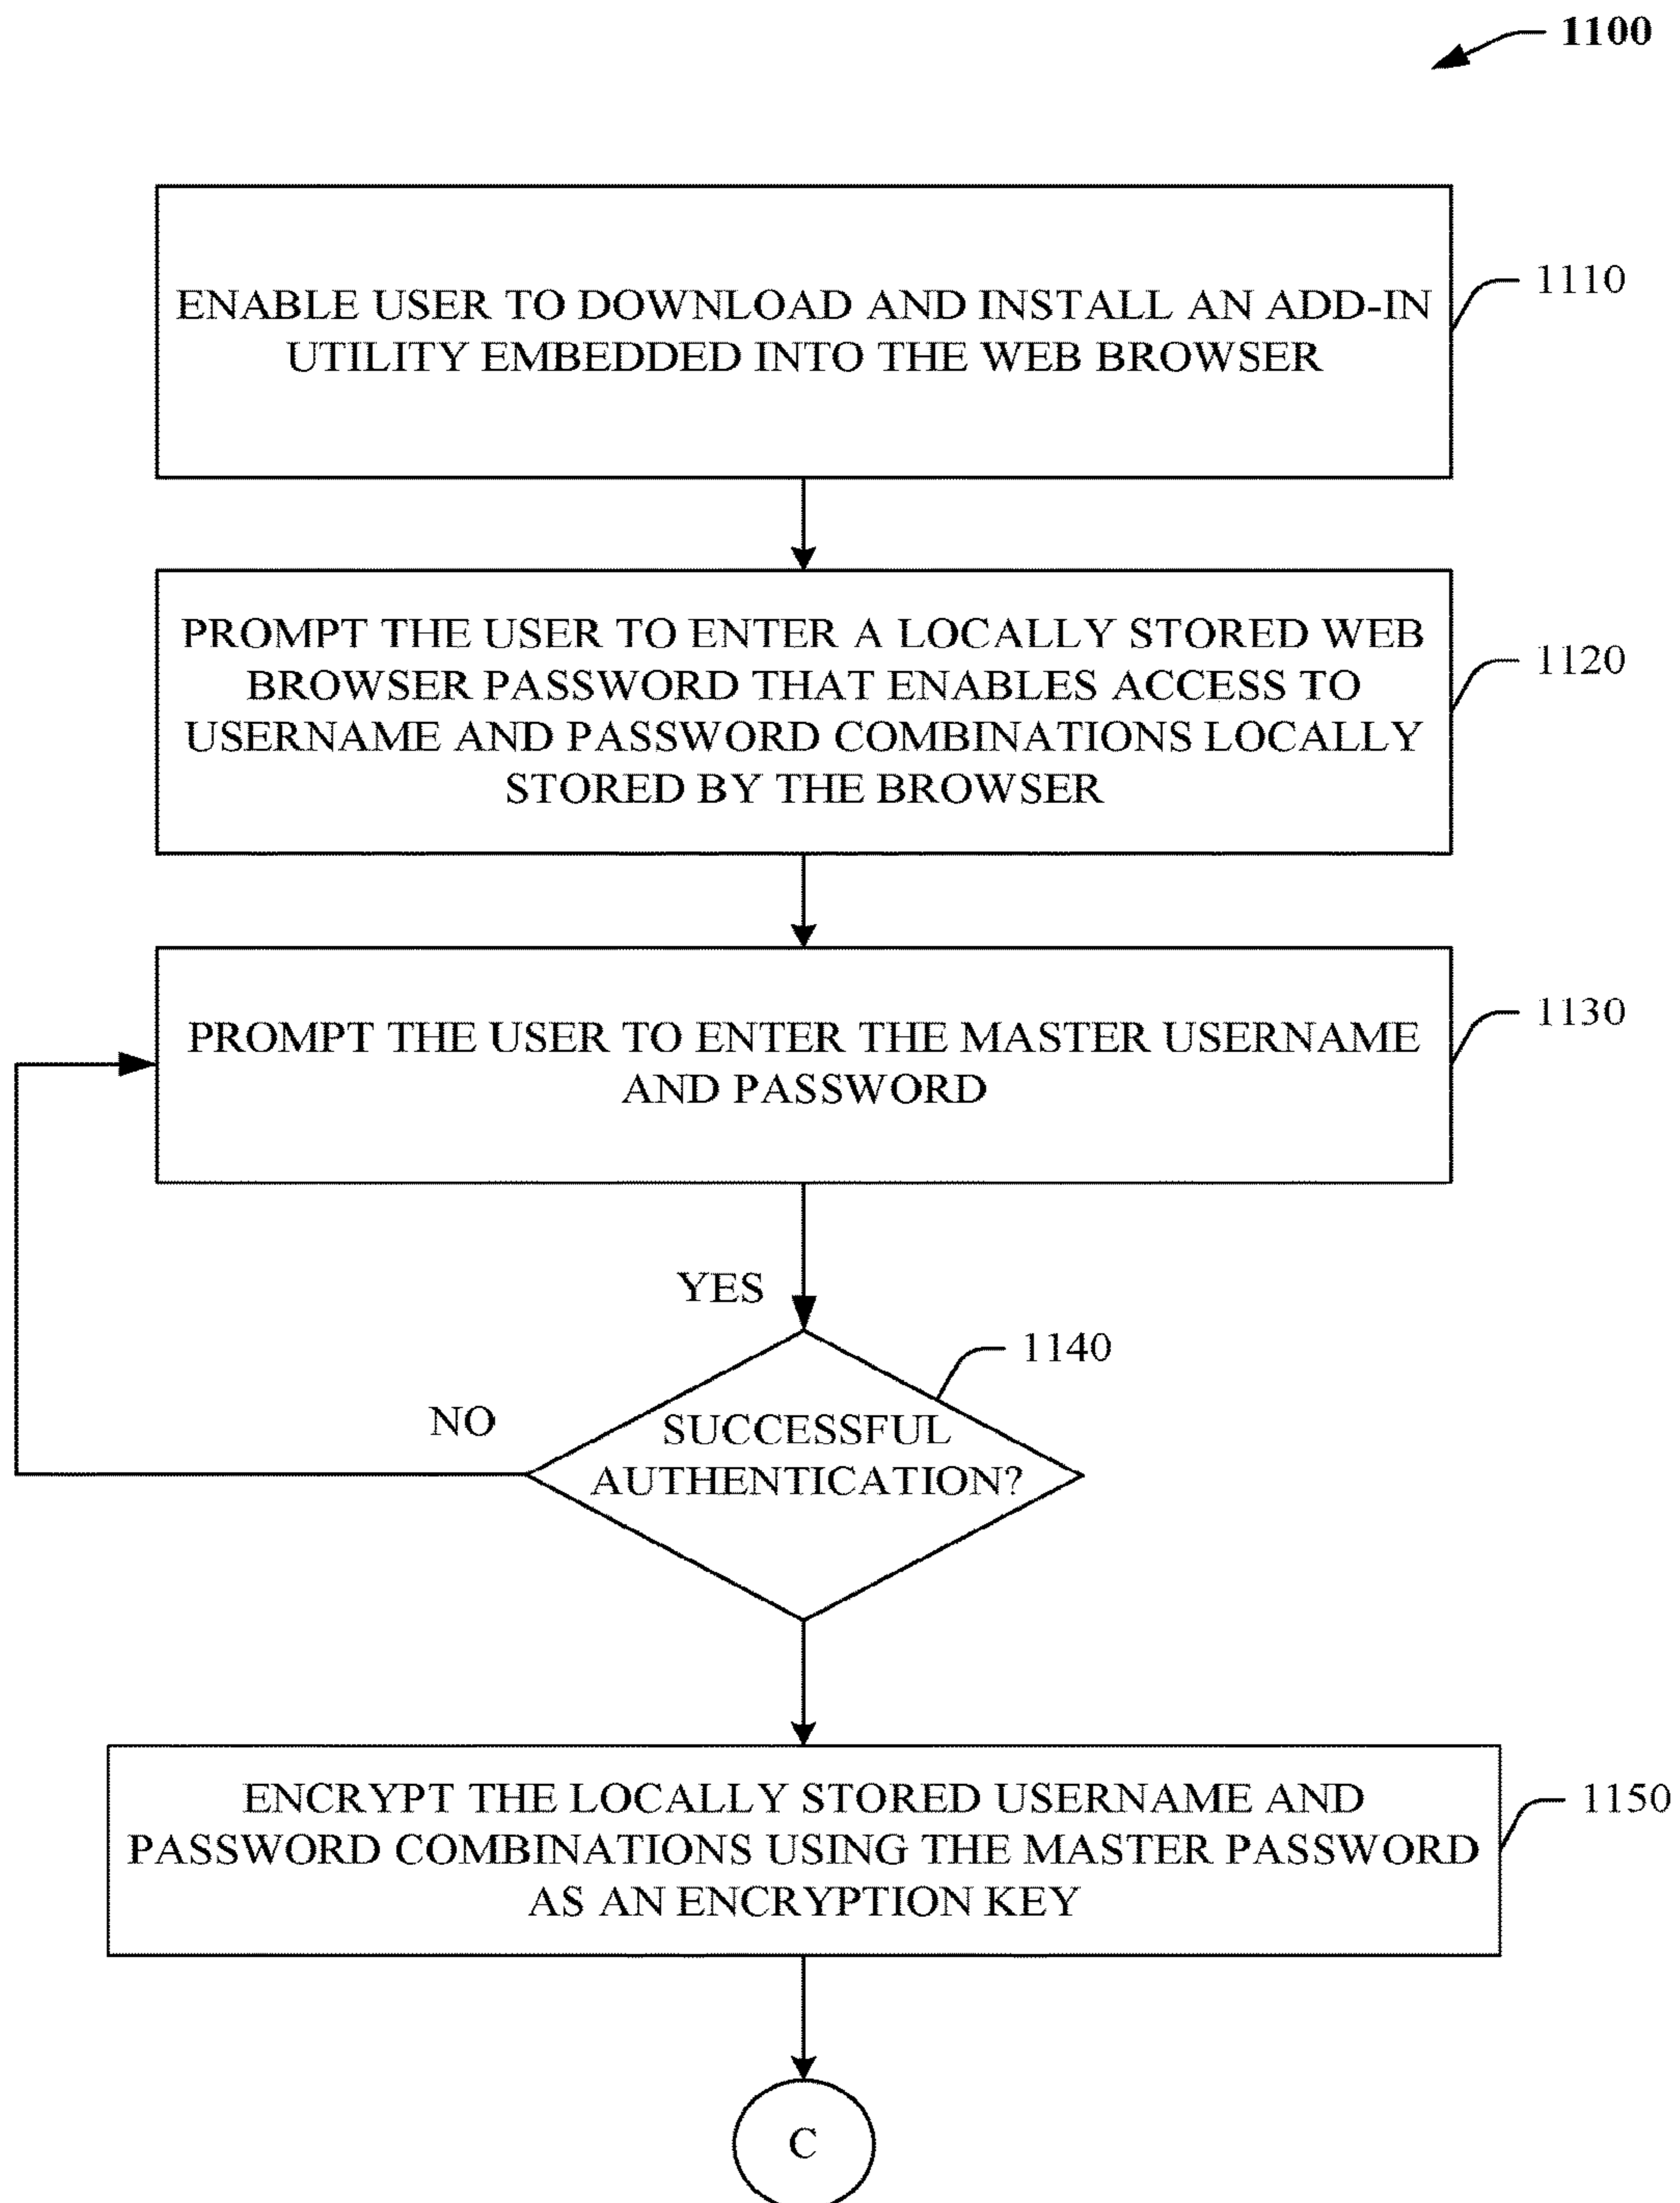 1100
ENABLE USER TO DOWNLOAD AND INSTALL AN ADD-IN
UTILITY EMBEDDED INTO THE WEB BROWSER
1110
PROMPT THE USER TO ENTER A LOCALLY STORED WEB
BROWSER PASSWORD THAT ENABLES ACCESS TO
USERNAME AND PASSWORD COMBINATIONS LOCALLY
STORED BY THE BROWSER
1120
PROMPT THE USER TO ENTER THE MASTER USERNAME
AND PASSWORD
1130
YES
1140
NO
SUCCESSFUL
AUTHENTICATION?
ENCRYPT THE LOCALLY STORED USERNAME AND
PASSWORD COMBINATIONS USING THE MASTER PASSWORD
AS AN ENCRYPTION KEY
1150
C